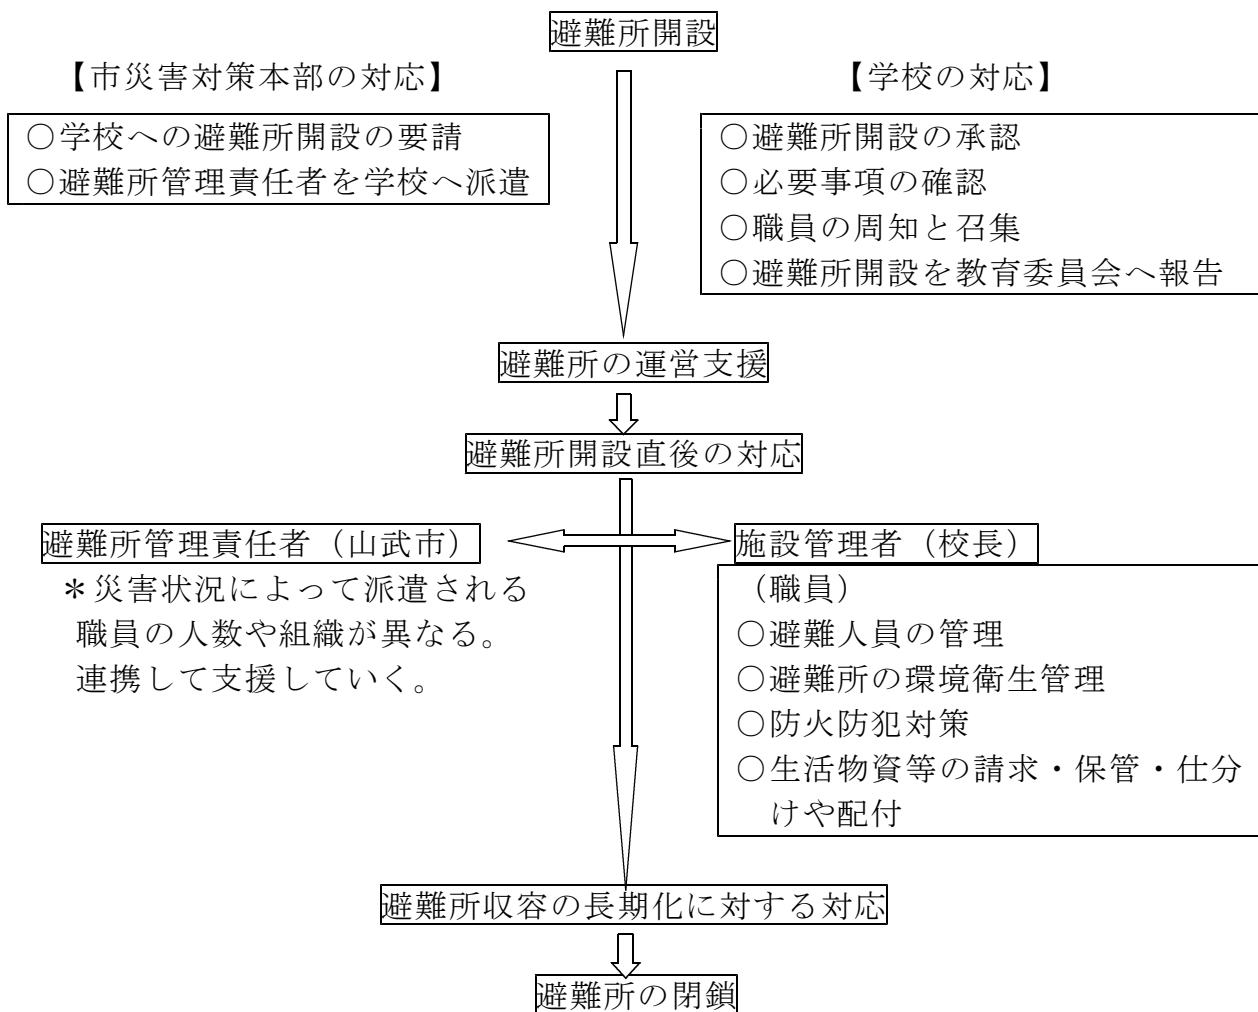 避難所開設
【市災害対策本部の対応】
○学校への避難所開設の要請
○避難所管理責任者を学校へ派遣
【学校の対応】
○避難所開設の承認
○必要事項の確認
○職員の周知と召集
○避難所開設を教育委員会へ報告
避難所の運営支援
避難所開設直後の対応
避難所管理責任者（山武市）
＊災害状況によって派遣される
職員の人数や組織が異なる。
連携して支援していく。
施設管理者（校長）
（職員）
○避難人員の管理
○避難所の環境衛生管理
○防火防犯対策
○生活物資等の請求・保管・仕分
けや配付
避難所収容の長期化に対する対応
避難所の閉鎖